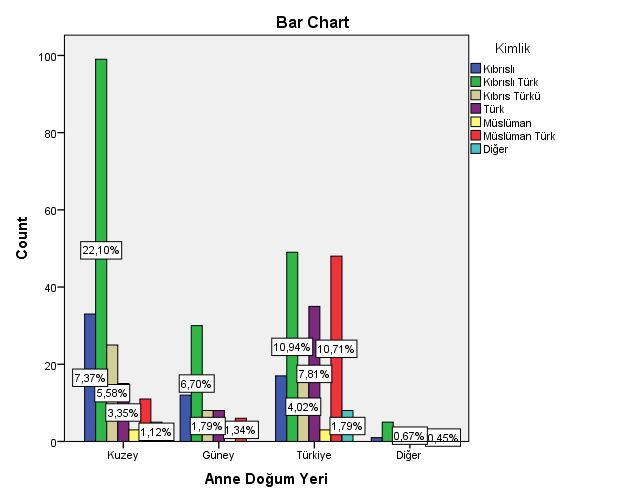 Bar Chart
Kimlik
Kıbrıslı
Kıbrıslı Türk
Kıbrıs Türkü
Türk
Müslüman
Müslüman Türk
Diğer
Count
100
80
60
40
20
0
22,10%
7,37%
5,58%
3,35%
1,12%
6,70%
1,79%
1,34%
10,94%
10,71%
7,81%
4,02%
1,79%
0,67%
0,45%
Kuzey
Güney
Türkiye
Diğer
Anne Doğum Yeri